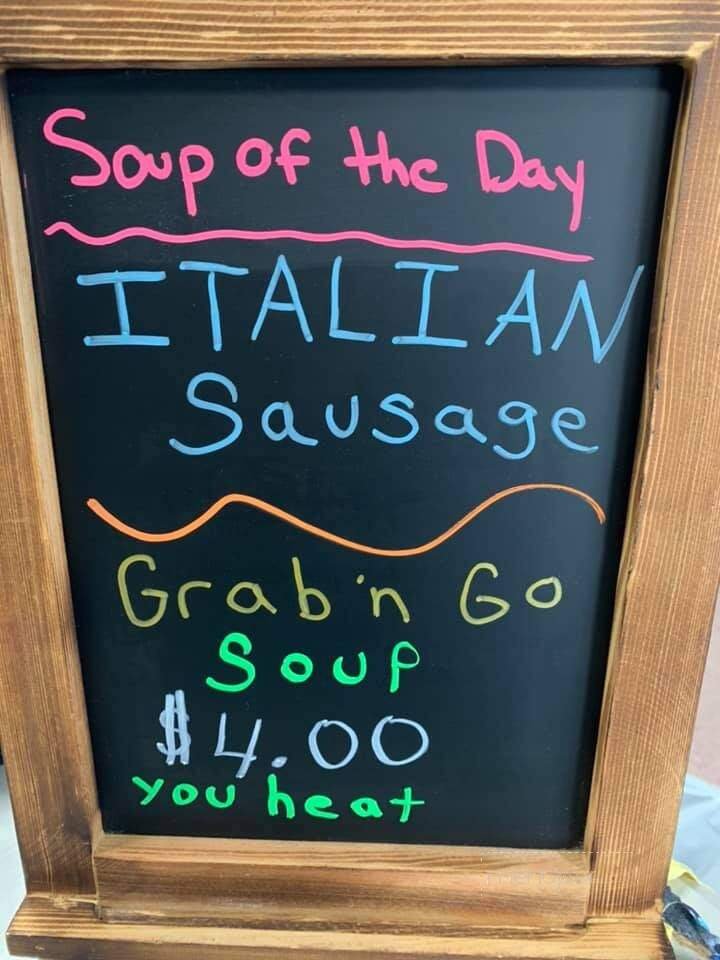 Soup of the Day
ITALIAN
Sausage
Grab'n Go
Soup
$4.00
you heat